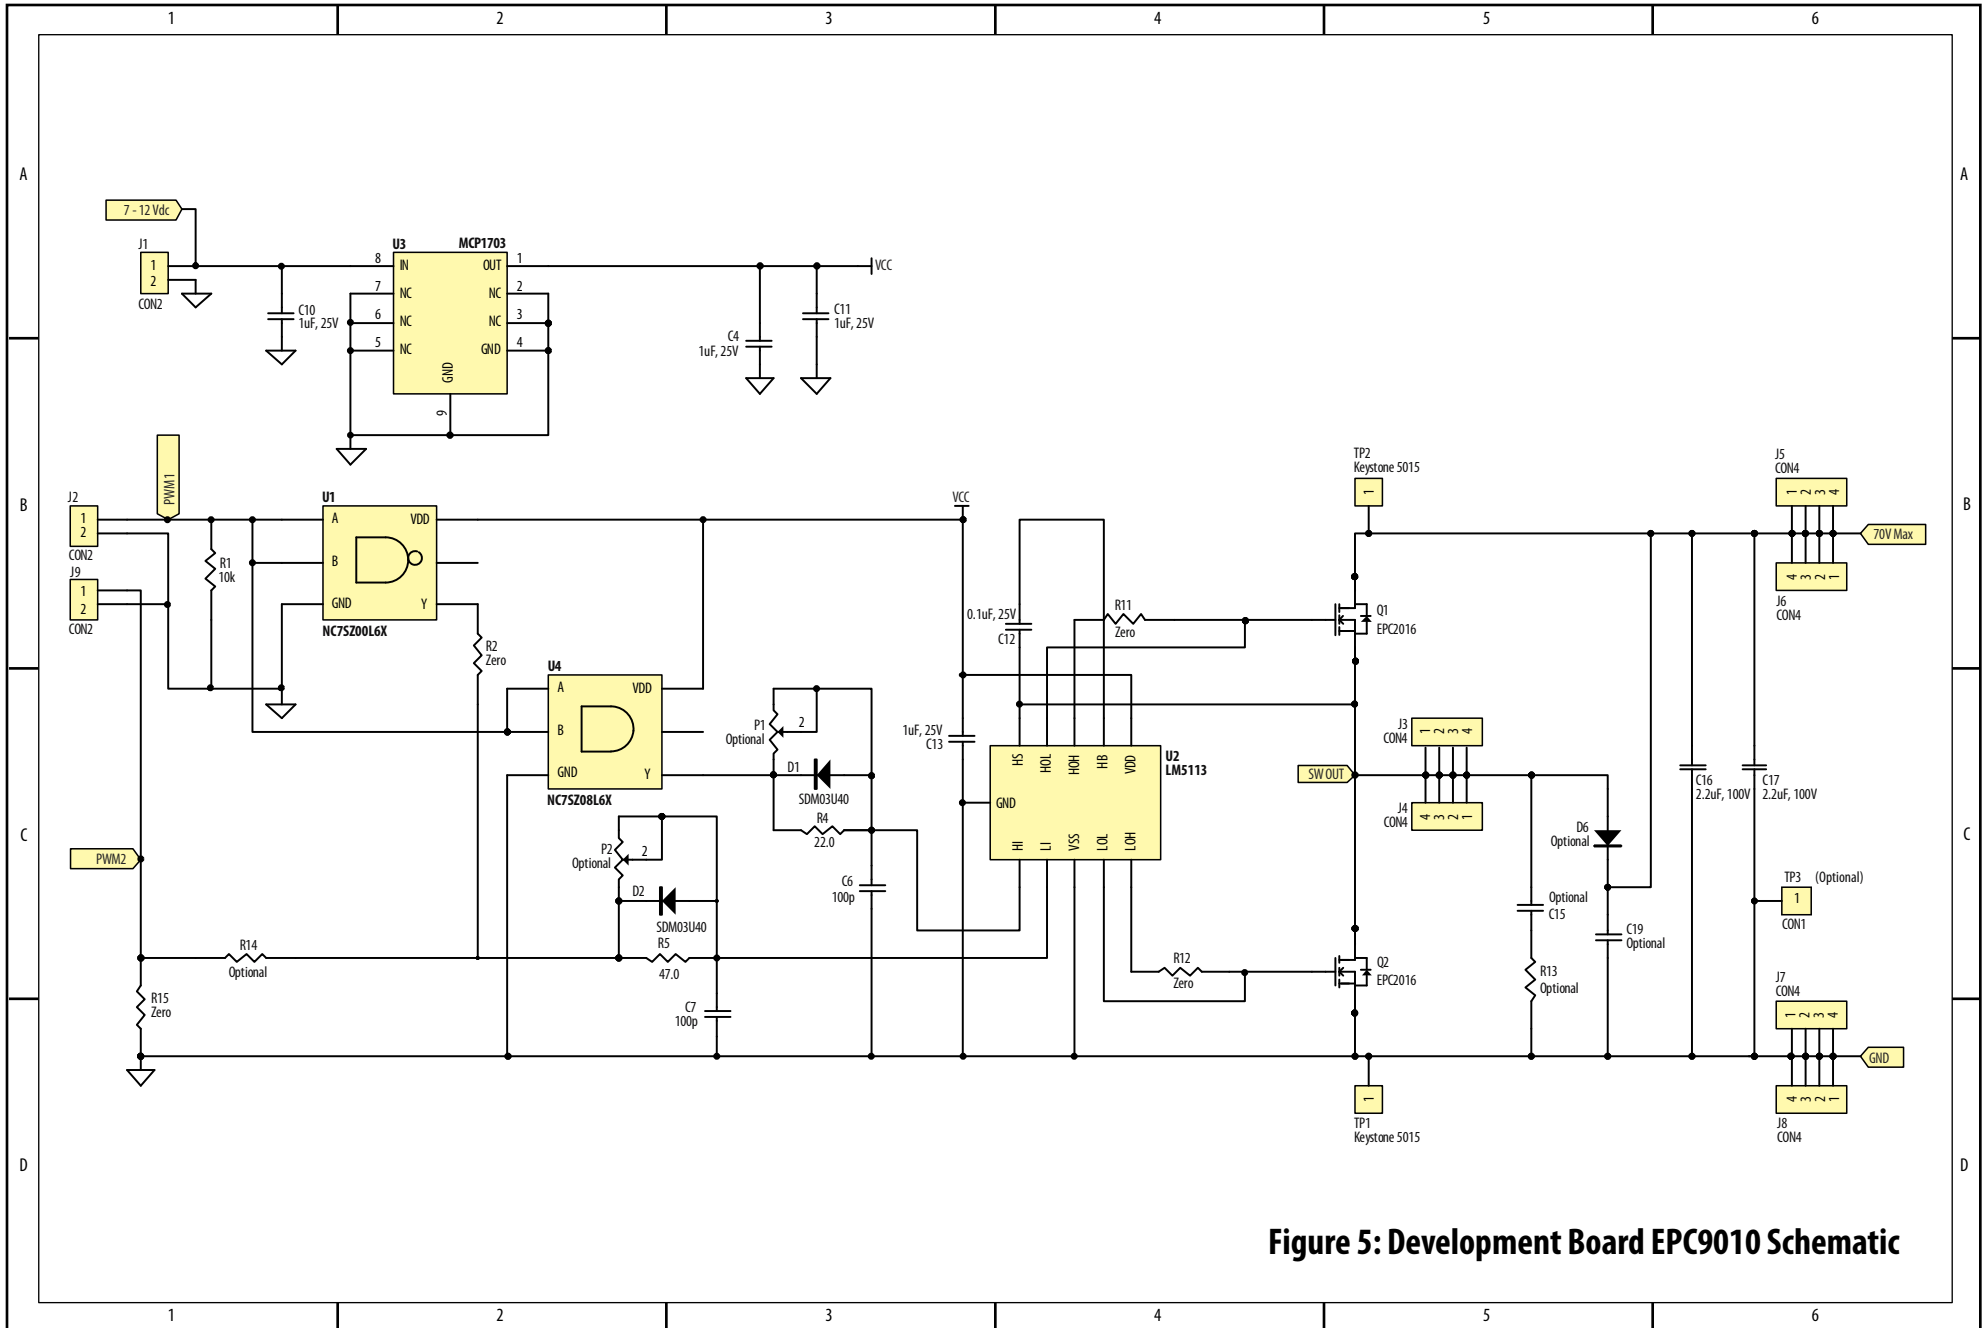 1 2 3 4 5 6
A A
7 - 12 Vdc
J1
1
2
CON2
C10
1uF, 25V
U3 MCP1703
8 IN OUT 1
7 NC NC 2
6 NC NC 3
5 NC GND 4
GND
9
C4
1uF, 25V
C11
1uF, 25V
VCC
B B
PWM1
J2
1
2
CON2
J9
1
2
CON2
R1
10k
U1
A VDD
B
GND Y
NC7SZ00L6X
R2
Zero
U4
A VDD
B
GND Y
NC7SZ08L6X
VCC
P1
Optional
2
D1
SDM03U40
R4
22.0
P2
Optional
2
D2
SDM03U40
R5
47.0
C6
100p
C7
100p
1uF, 25V
C13
0.1uF, 25V
C12
R11
Zero
U2
LM5113
HS HOL HOH HB VDD
GND
HI LI VSS LOL LOH
R12
Zero
TP2
Keystone 5015
1
Q1
EPC2016
SW OUT
J3
CON4
1 2 3 4
J4
CON4
4 3 2 1
Q2
EPC2016
D6
Optional
Optional
C15
C19
Optional
R13
Optional
C16
2.2uF, 100V
C17
2.2uF, 100V
J5
CON4
1 2 3 4
70V Max
4 3 2 1
J6
CON4
TP3 (Optional)
1
CON1
J7
CON4
1 2 3 4
GND
4 3 2 1
J8
CON4
C C
PWM2
R14
Optional
R15
Zero
1
TP1
Keystone 5015
D D
Figure 5: Development Board EPC9010 Schematic
1 2 3 4 5 6